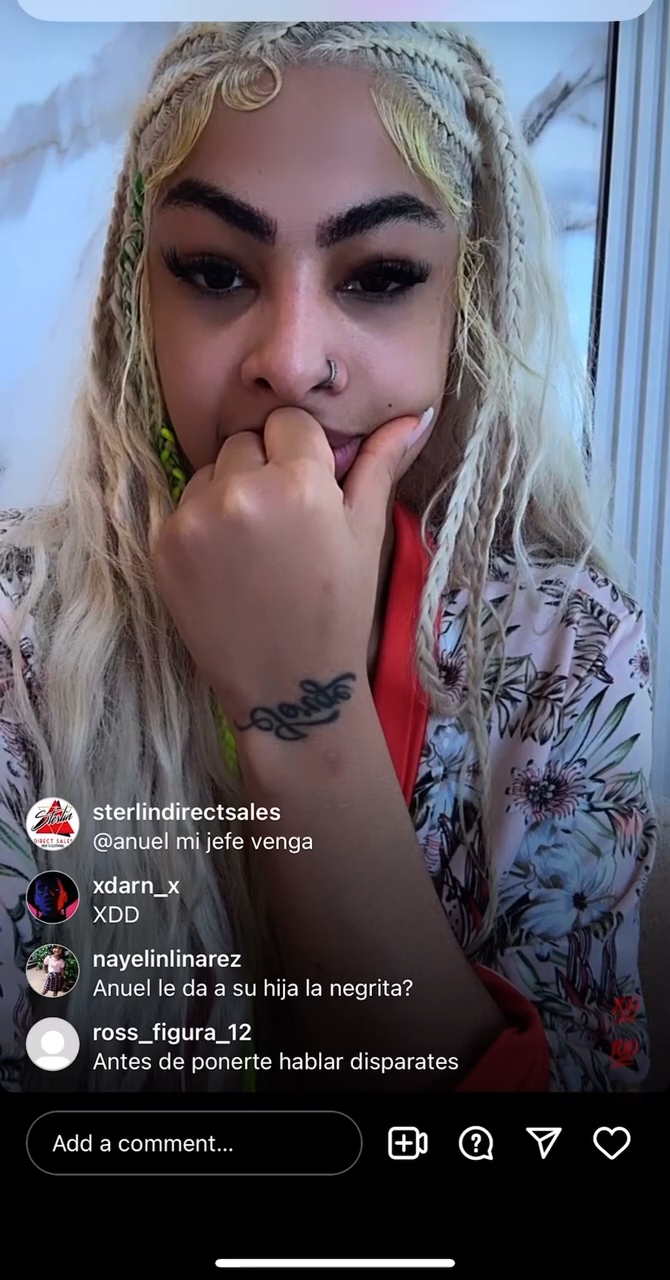 sterlindirectsales
@anuel mi jefe venga
xdarn_x
XDD
nayelinlinarez
Anuel le da a su hija la negrita?
ross_figura_12
Antes de ponerte hablar disparates
Add a comment...